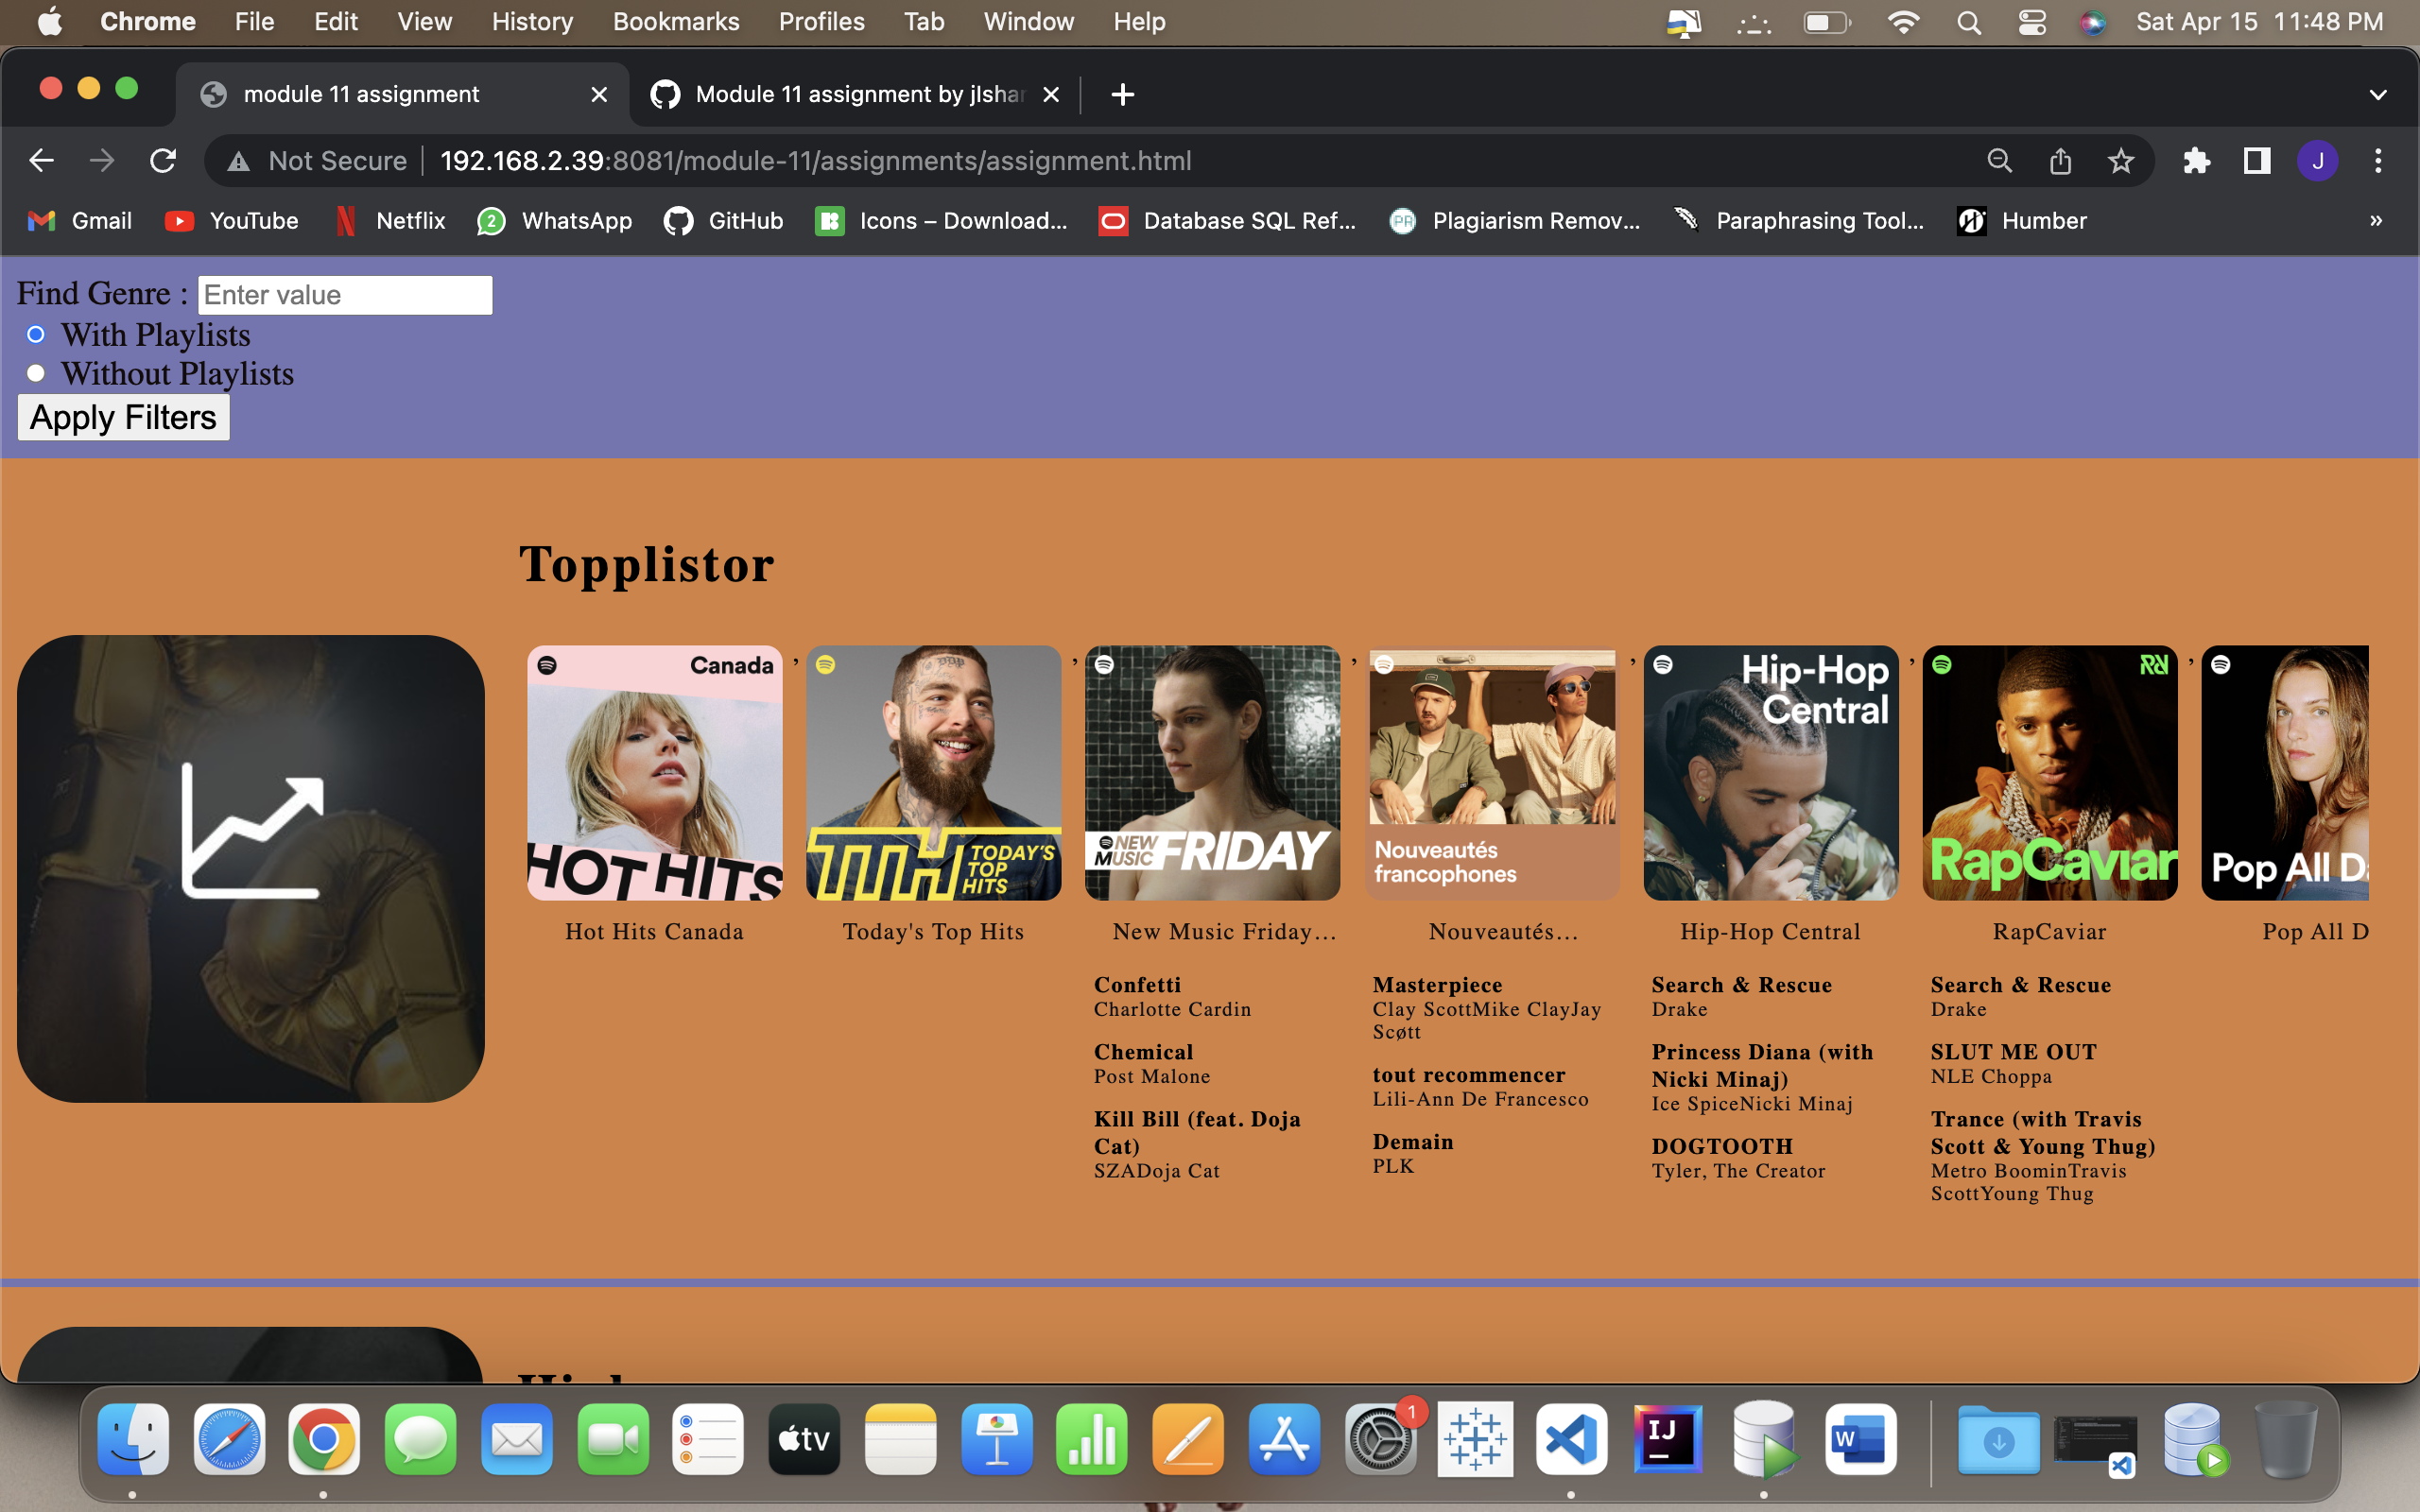 Chrome File Edit View History Bookmarks Profiles Tab Window Help Sat Apr 15 11:48 PM
module 11 assignment Module 11 assignment by jlshar
Not Secure 192.168.2.39:8081/module-11/assignments/assignment.html J
Gmail YouTube Netflix 2 WhatsApp GitHub Icons – Download... Database SQL Ref... PR Plagiarism Remov... Paraphrasing Tool... Humber »
Find Genre : Enter value
With Playlists
Without Playlists
Apply Filters
Topplistor
Canada
HOT HITS
,
TTH TODAY'S TOP HITS
,
NEW MUSIC FRIDAY
,
Nouveautés
francophones
,
Hip-Hop
Central
,
RapCaviar
,
Pop All D
Hot Hits Canada Today's Top Hits New Music Friday... Nouveautés... Hip-Hop Central RapCaviar Pop All D
Confetti
Charlotte Cardin
Chemical
Post Malone
Kill Bill (feat. Doja
Cat)
SZADoja Cat
Masterpiece
Clay ScottMike ClayJay
Scøtt
tout recommencer
Lili-Ann De Francesco
Demain
PLK
Search & Rescue
Drake
Princess Diana (with
Nicki Minaj)
Ice SpiceNicki Minaj
DOGTOOTH
Tyler, The Creator
Search & Rescue
Drake
SLUT ME OUT
NLE Choppa
Trance (with Travis
Scott & Young Thug)
Metro BoominTravis
ScottYoung Thug
tv 1 IJ W